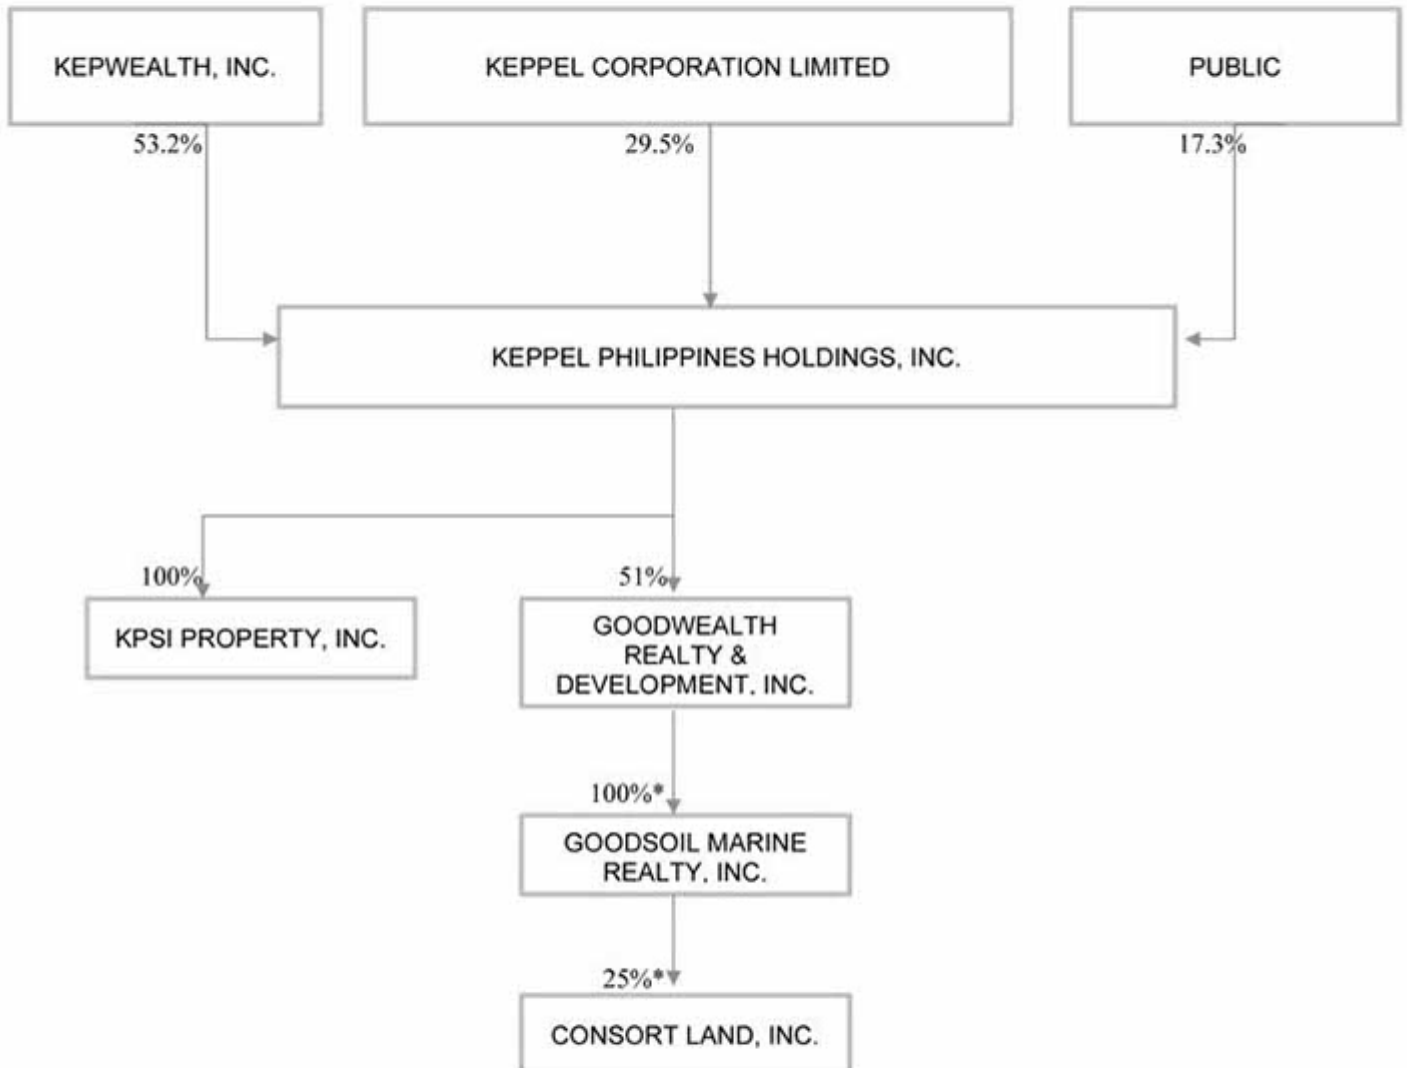 KEPWEALTH, INC.
KEPPEL CORPORATION LIMITED
PUBLIC
53.2%
29.5%
17.3%
KEPPEL PHILIPPINES HOLDINGS, INC.
100%
51%
KPSI PROPERTY, INC.
GOODWEALTH
REALTY &
DEVELOPMENT, INC.
100%*
GOODSOIL MARINE
REALTY, INC.
25%*
CONSORT LAND, INC.